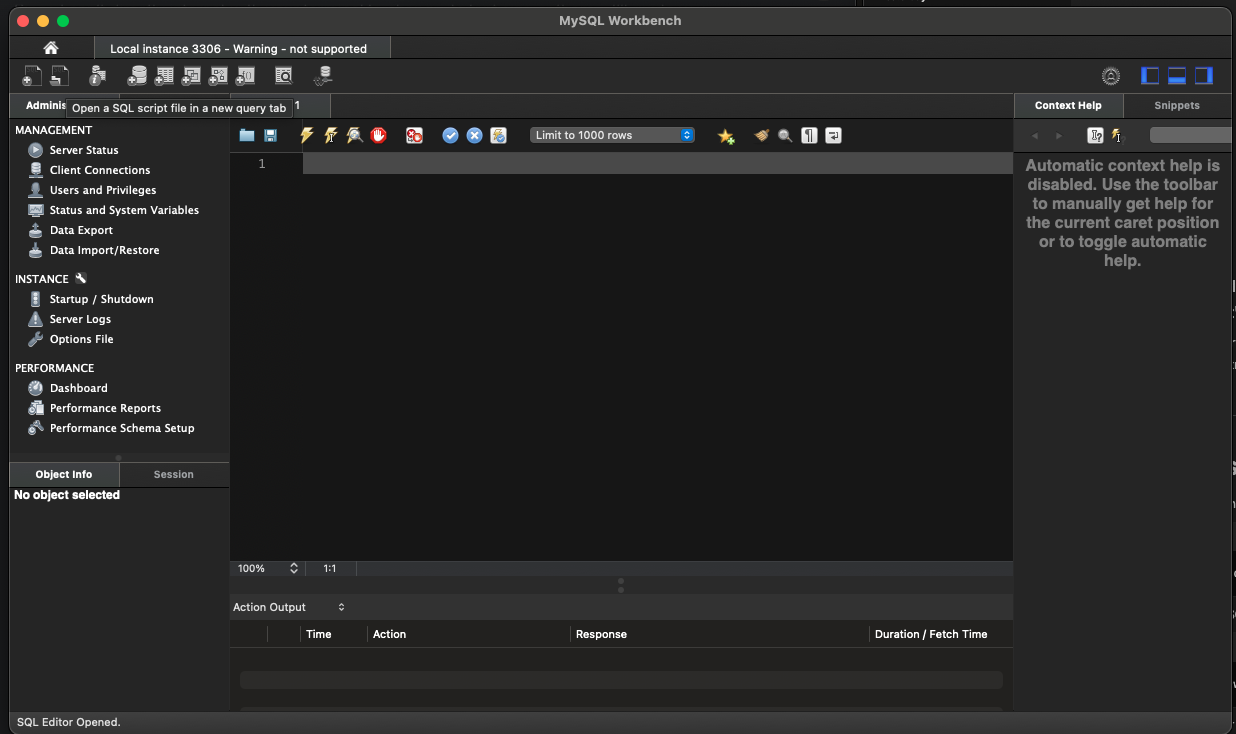 MySQL Workbench
Local instance 3306 - Warning - not supported
Adminis
1
Open a SQL script file in a new query tab
Context Help
Snippets
MANAGEMENT
Server Status
Client Connections
Users and Privileges
Status and System Variables
Data Export
Data Import/Restore
INSTANCE
Startup / Shutdown
Server Logs
Options File
PERFORMANCE
Dashboard
Performance Reports
Performance Schema Setup
Object Info
Session
No object selected
Limit to 1000 rows
1
100%
1:1
Action Output
Time
Action
Response
Duration / Fetch Time
Automatic context help is
disabled. Use the toolbar
to manually get help for
the current caret position
or to toggle automatic
help.
SQL Editor Opened.